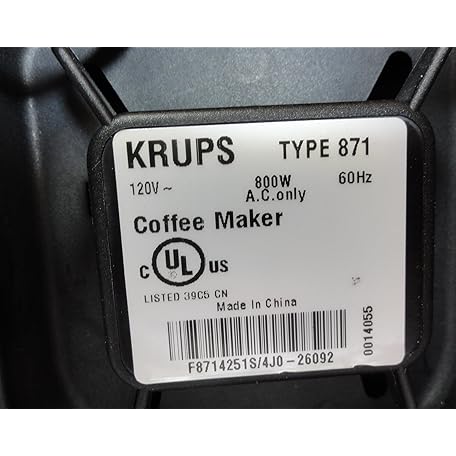 KRUPS TYPE 871
120V ~ 800W 60Hz
A.C.only
Coffee Maker
C UL US
LISTED 39C5 CN
Made In China
F8714251S/4J0-26092
0014055